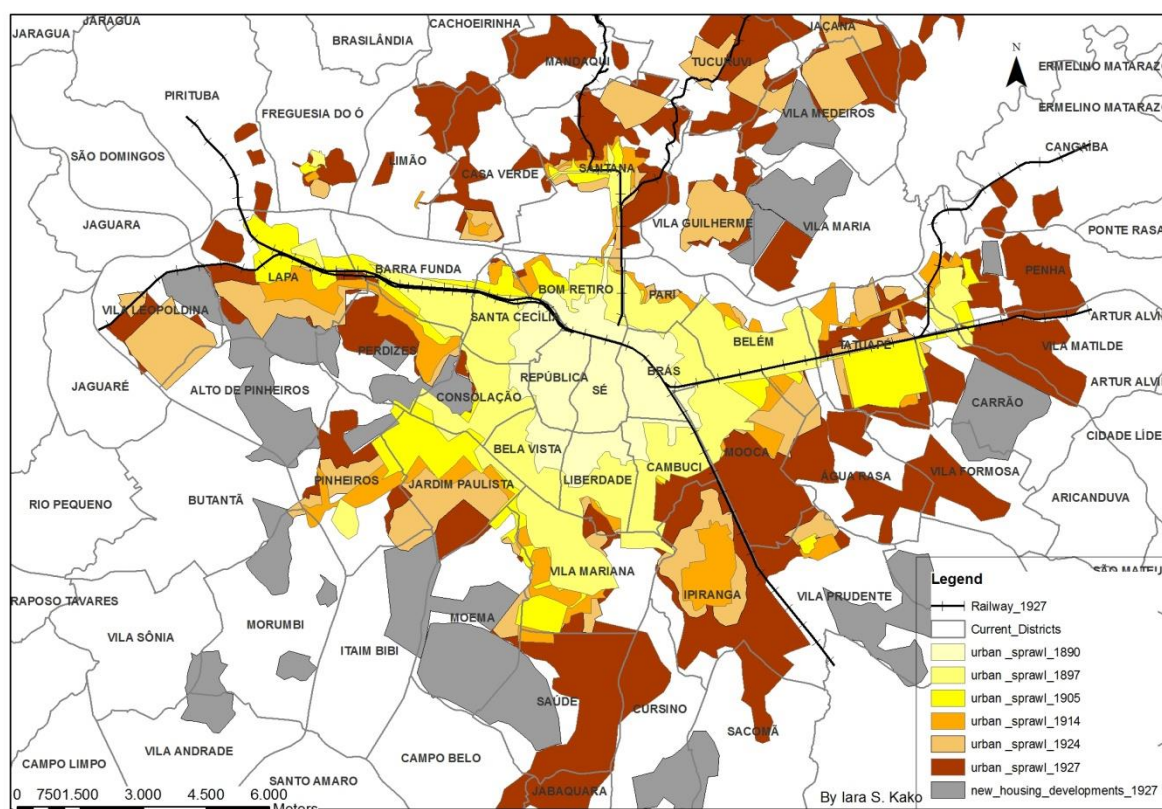 JARAGUA
CACHOEIRINHA
JAÇANA
JARAGUA
JARAGUA
BRASILÂNDIA
MANDAQUI
TUCURUVI
N
ERMELINO MATARAZ
PIRITUBA
FREGUESIA DO Ó
VILA MEDEIROS
ERMELINO MATARAZ
CANGAÍBA
SÃO DOMINGOS
LIMÃO
CASA VERDE
SANTANA
JAGUARA
VILA GUILHERME
VILA MARIA
PONTE RASA
LAPA
BARRA FUNDA
PENHA
BOM RETIRO
PARI
VILA LEOPOLDINA
SANTA CECÍLIA
ARTUR ALVI
BELÉM
TATUAPÉ
VILA MATILDE
PERDIZES
BRÁS
JAGUARÉ
ALTO DE PINHEIROS
REPÚBLICA
SÉ
ARTUR ALVI
CONSOLAÇÃO
CARRÃO
CIDADE LÍDE
BELA VISTA
MOOCA
CAMBUCI
ÁGUA RASA
VILA FORMOSA
PINHEIROS
JARDIM PAULISTA
LIBERDADE
RIO PEQUENO
BUTANTÃ
ARICANDUVA
VILA MARIANA
SÃO MATEU
Legend
RAPOSO TAVARES
MORUMBI
MOEMA
IPIRANGA
VILA PRUDENTE
Railway_1927
VILA SÔNIA
ITAIM BIBI
Current_Districts
urban _sprawl_1890
urban _sprawl_1897
SAÚDE
CURSINO
urban _sprawl_1905
SACOMÃ
urban _sprawl_1914
VILA ANDRADE
CAMPO BELO
urban _sprawl_1924
CAMPO LIMPO
SANTO AMARO
urban _sprawl_1927
JABAQUARA
new_housing_developments_1927
0 7501.500 3.000 4.500 6.000
Meters
By Iara S. Kako